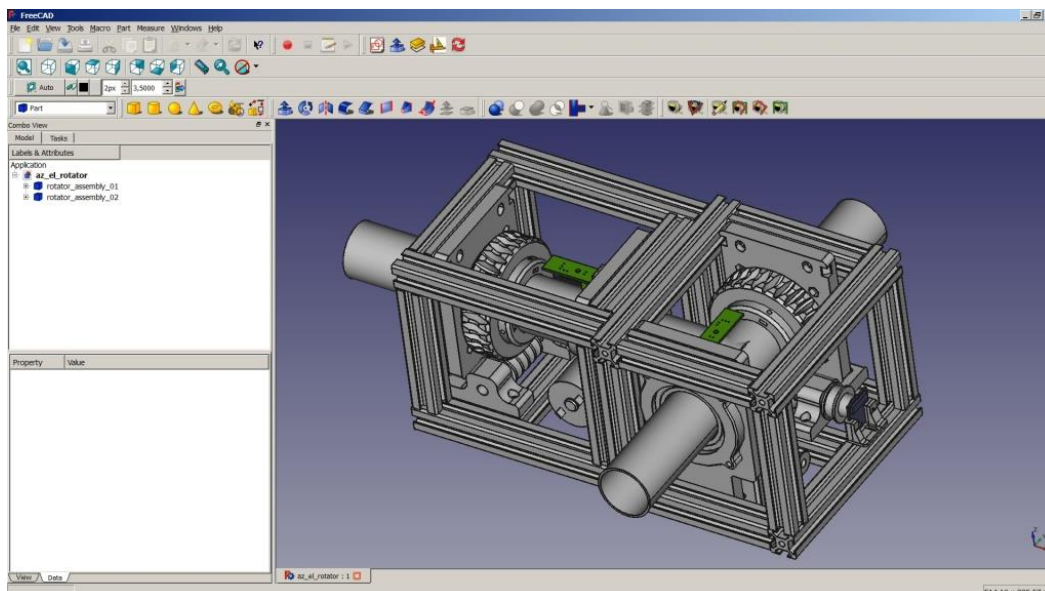 FreeCAD
File Edit View Tools Macro Part Measure Windows Help
Auto 2px 3,5000
Part
Combo View
Model Tasks
Labels & Attributes
Application
az_el_rotator
rotator_assembly_01
rotator_assembly_02
Property Value
View Data
az_el_rotator : 1